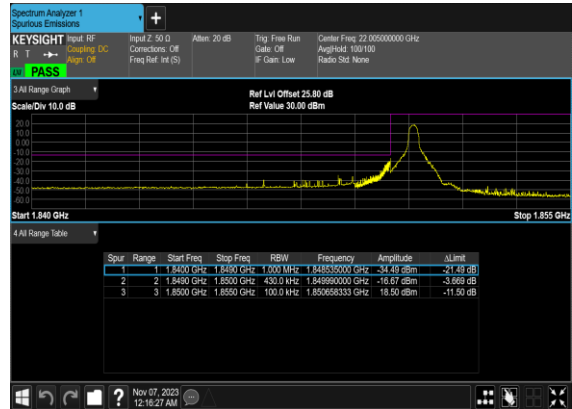 Spectrum Analyzer 1
Spurious Emissions
+
KEYSIGHT Input: RF Input Z: 50 Ω Atten: 20 dB Trig: Free Run Center Freq: 22.005000000 GHz
R T Coupling: DC Corrections: Off Gate: Off Avg|Hold: 100/100
Align: Off Freq Ref: Int (S) IF Gain: Low Radio Std: None
PASS
3 All Range Graph
Ref Lvl Offset 25.80 dB
Scale/Div 10.0 dB Ref Value 30.00 dBm
20.0
10.0
0.00
-10.0
-20.0
-30.0
-40.0
-50.0
-60.0
Start 1.840 GHz Stop 1.855 GHz
4 All Range Table
Spur Range Start Freq Stop Freq RBW Frequency Amplitude ΔLimit
1 1 1.8400 GHz 1.8490 GHz 1.000 MHz 1.848535000 GHz -34.49 dBm -21.49 dB
2 2 1.8490 GHz 1.8500 GHz 430.0 kHz 1.849990000 GHz -16.67 dBm -3.669 dB
3 3 1.8500 GHz 1.8550 GHz 100.0 kHz 1.850658333 GHz 18.50 dBm -11.50 dB
? Nov 07, 2023
12:16:27 AM